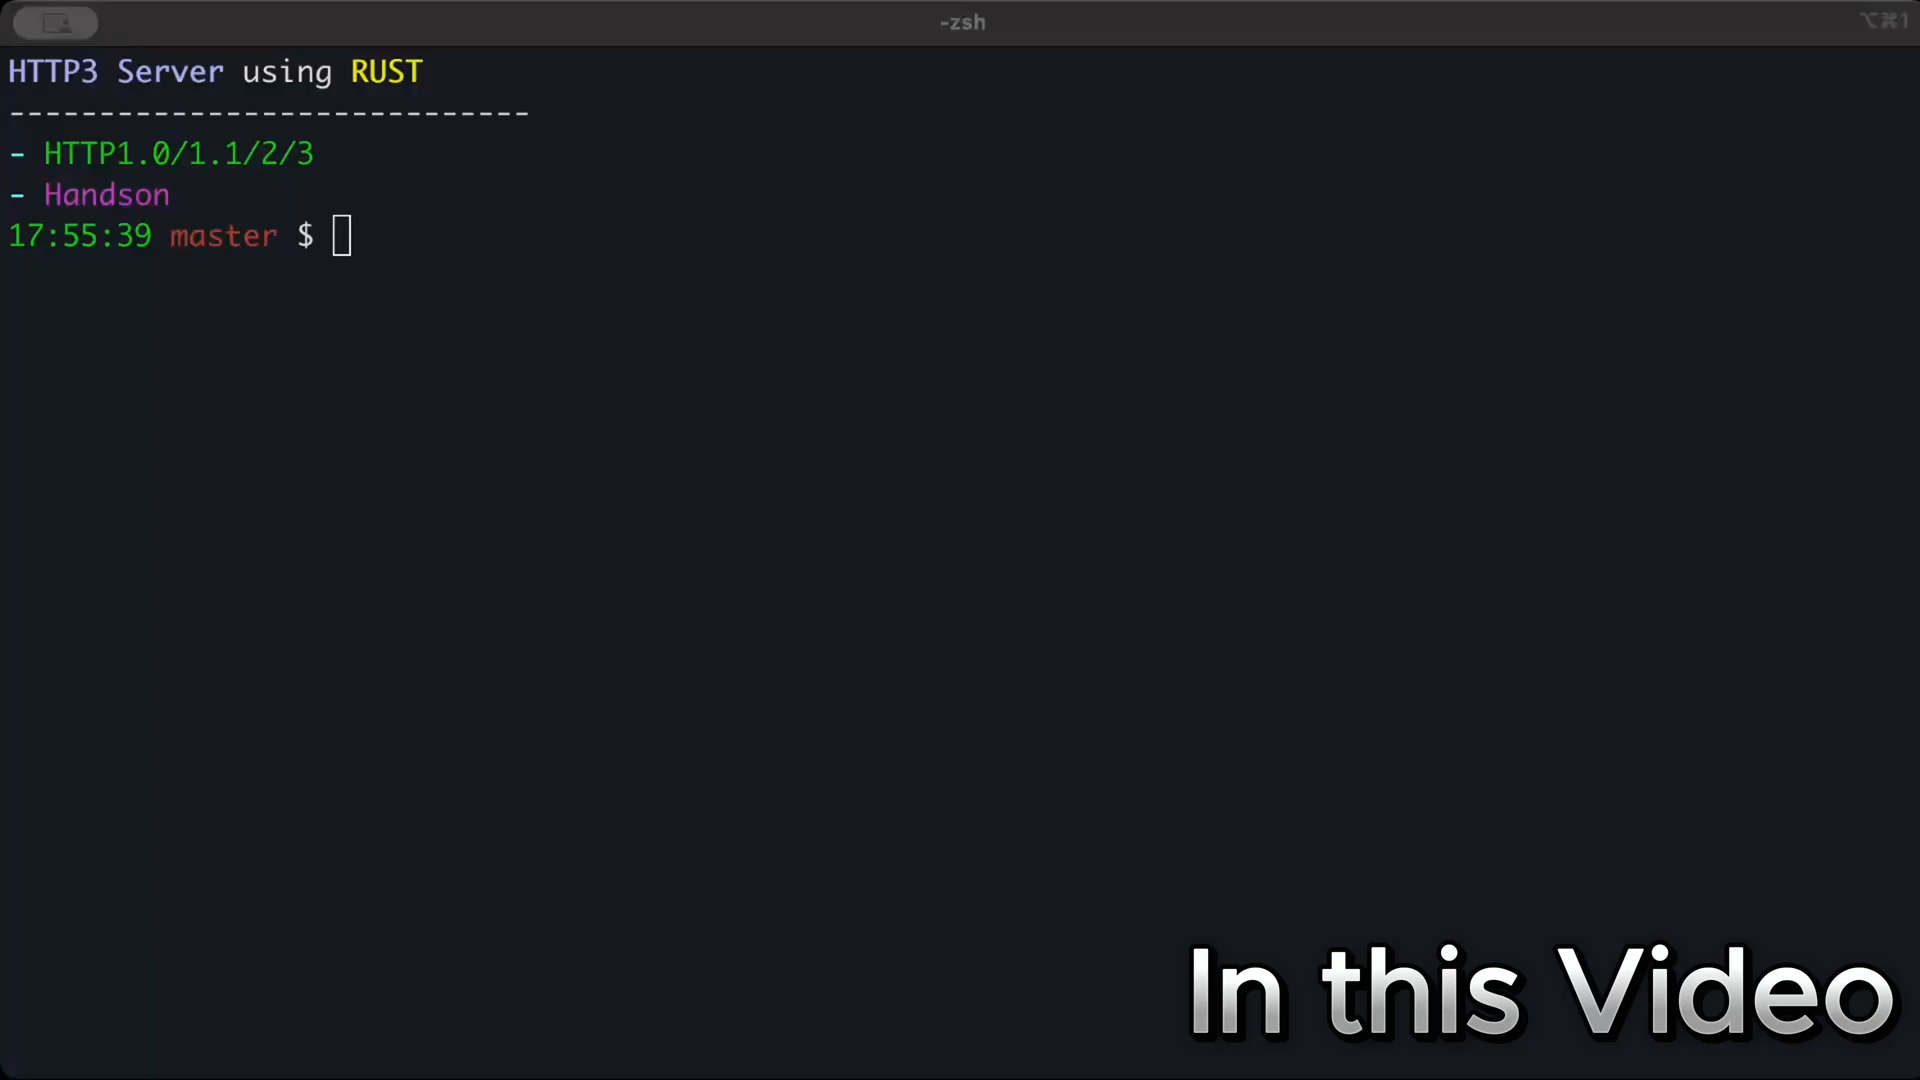 -zsh
⌥⌘1
HTTP3 Server using RUST
-----------------------------
- HTTP1.0/1.1/2/3
- Handson
17:55:39 master $
In this Video